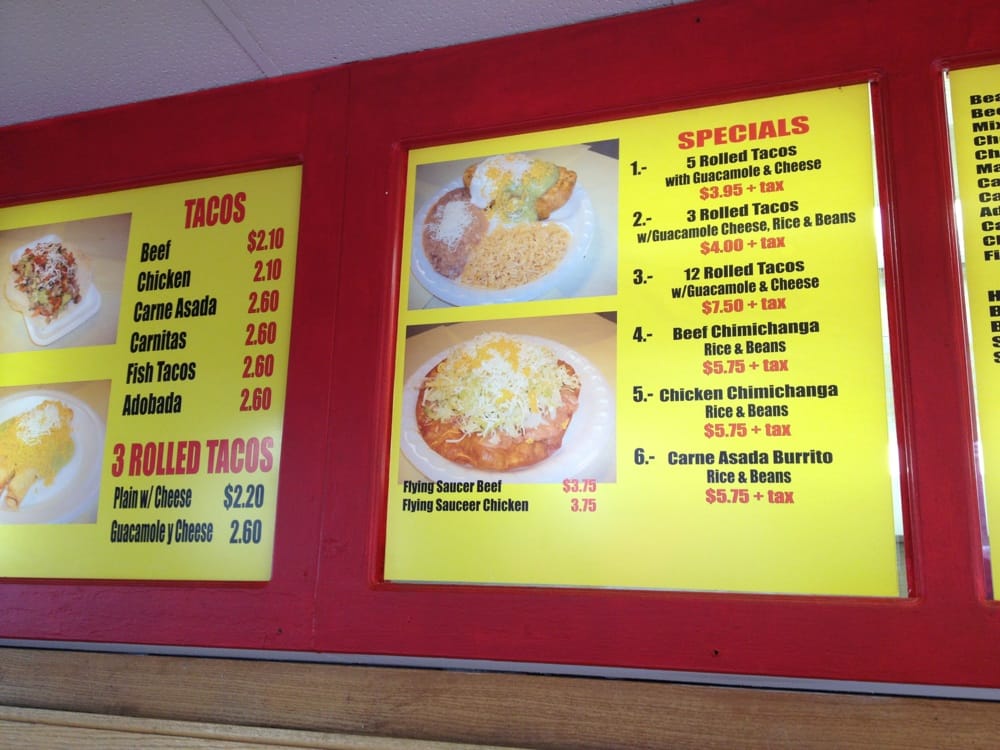 TACOS
Beef $2.10
Chicken 2.10
Carne Asada 2.60
Carnitas 2.60
Fish Tacos 2.60
Adobada 2.60
3 ROLLED TACOS
Plain w/ Cheese $2.20
Guacamole y Cheese 2.60
Flying Saucer Beef $3.75
Flying Sauceer Chicken 3.75
SPECIALS
1.- 5 Rolled Tacos
with Guacamole & Cheese
$3.95 + tax
2.- 3 Rolled Tacos
w/Guacamole Cheese, Rice & Beans
$4.00 + tax
3.- 12 Rolled Tacos
w/Guacamole & Cheese
$7.50 + tax
4.- Beef Chimichanga
Rice & Beans
$5.75 + tax
5.- Chicken Chimichanga
Rice & Beans
$5.75 + tax
6.- Carne Asada Burrito
Rice & Beans
$5.75 + tax